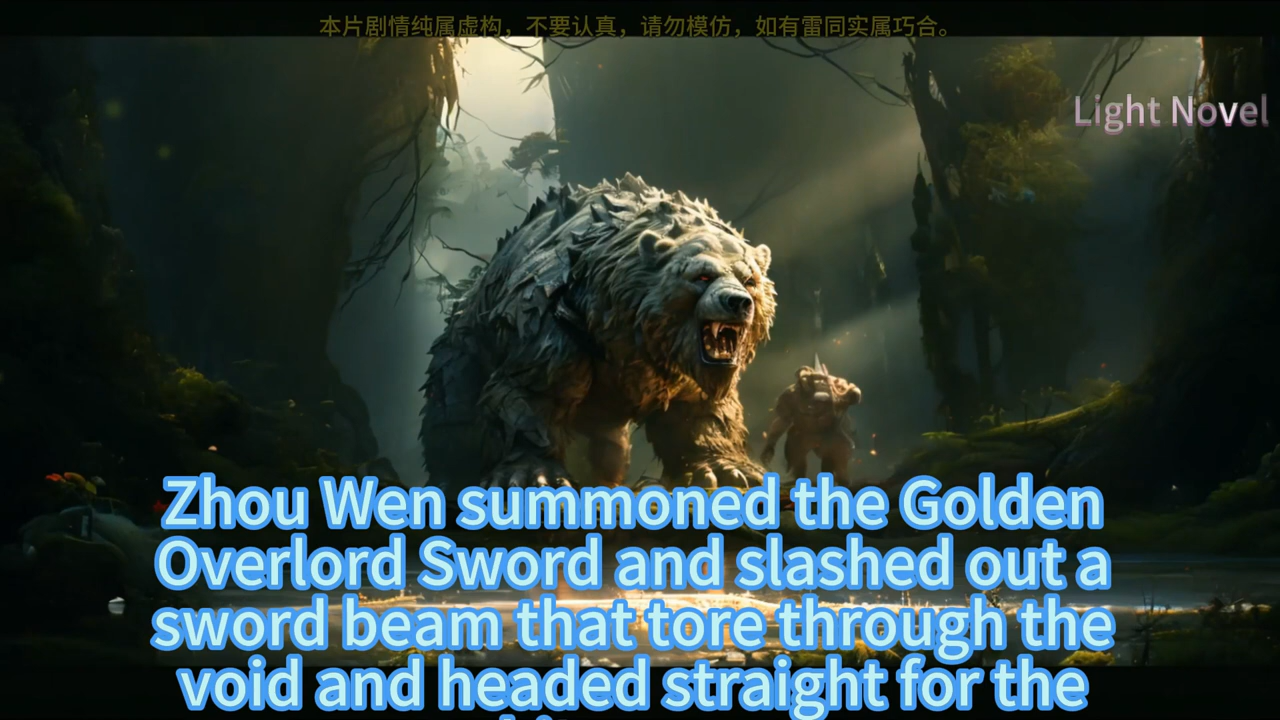 本片剧情纯属虚构，不要认真，请勿模仿，如有雷同实属巧合。
Light Novel
Zhou Wen summoned the Golden
Overlord Sword and slashed out a
sword beam that tore through the
void and headed straight for the